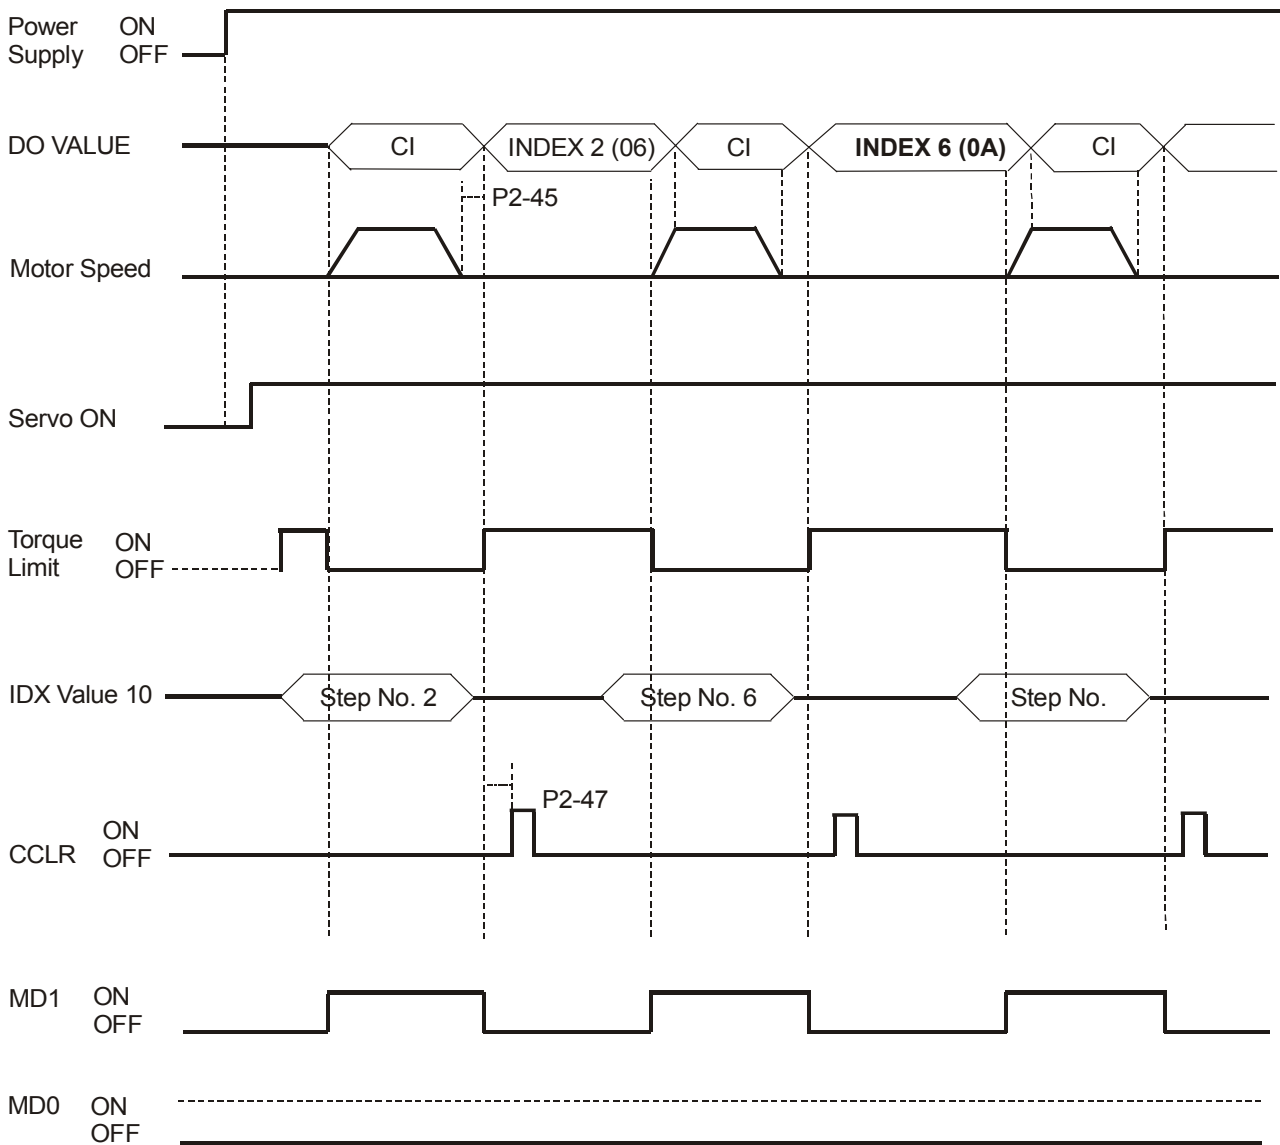 Power ON
Supply OFF
DO VALUE CI INDEX 2 (06) CI INDEX 6 (0A) CI
P2-45
Motor Speed
Servo ON
Torque ON
Limit OFF
IDX Value 10 Step No. 2 Step No. 6 Step No.
P2-47
ON
CCLR OFF
MD1 ON
OFF
MD0 ON
OFF